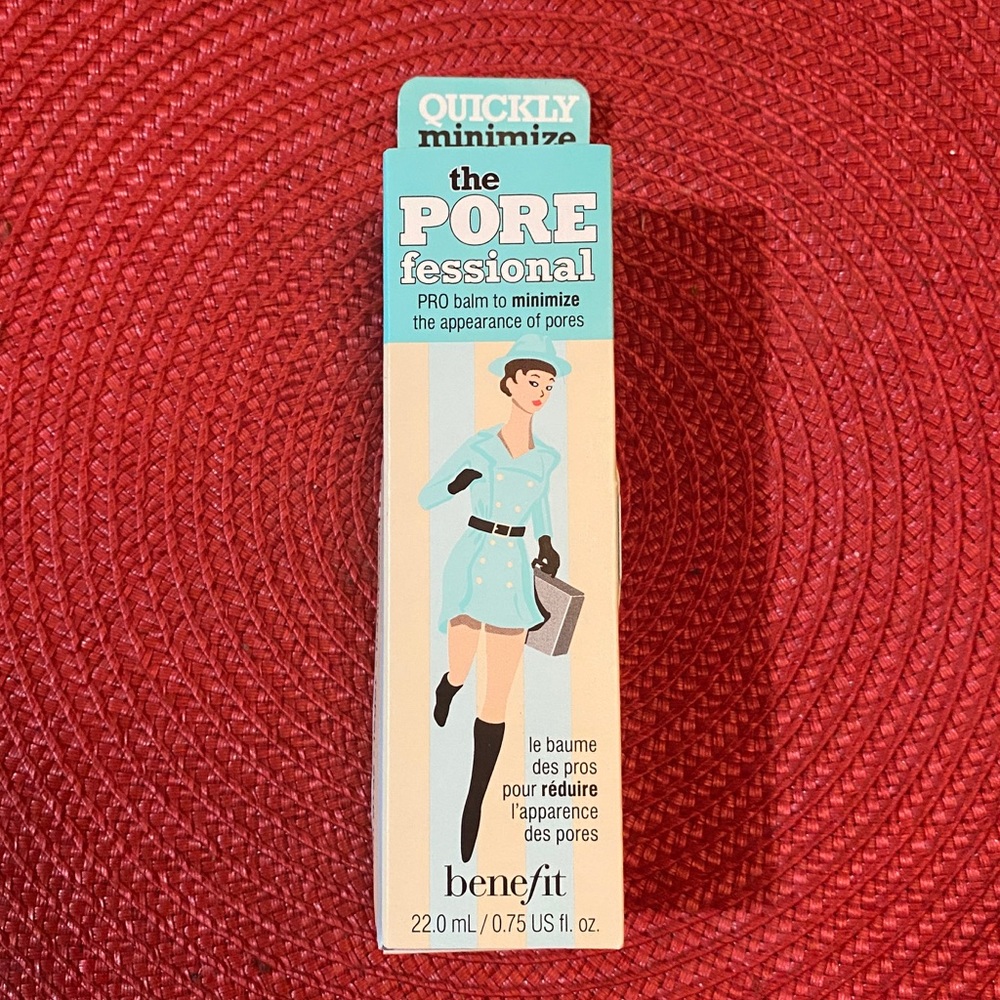 QUICKLY
minimize
the
PORE
fessional
PRO balm to minimize
the appearance of pores
le baume
des pros
pour réduire
l'apparence
des pores
benefit
22.0 mL / 0.75 US fl. oz.